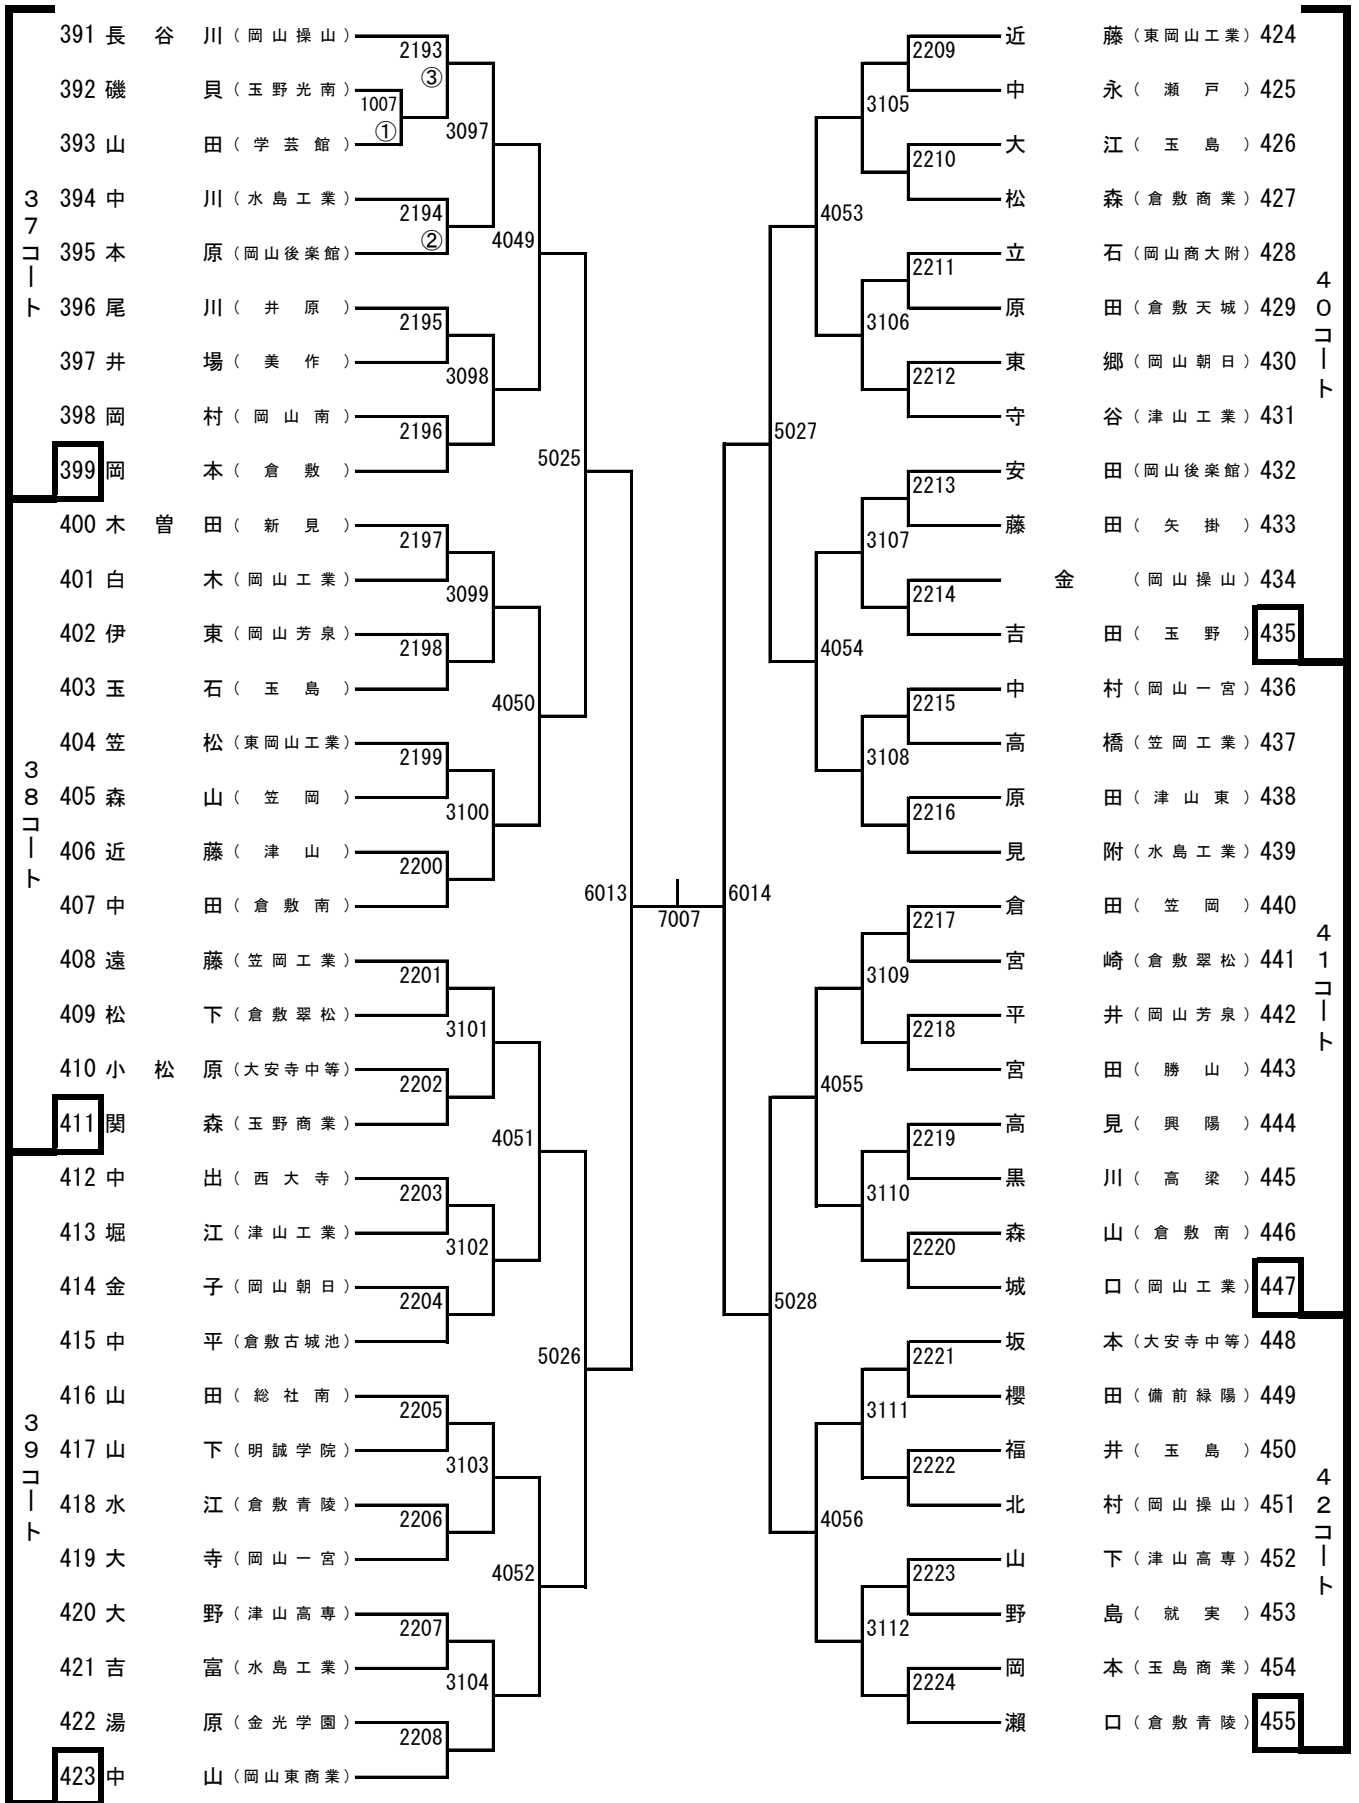 37コート
391 長谷川(岡山操山)
392 磯貝(玉野光南)
393 山田(学芸館)
394 中川(水島工業)
395 本原(岡山後楽館)
396 尾川(井原)
397 井場(美作)
398 岡村(岡山南)
399 岡本(倉敷)
38コート
400 木曽田(新見)
401 白木(岡山工業)
402 伊東(岡山芳泉)
403 玉石(玉島)
404 笠松(東岡山工業)
405 森山(笠岡)
406 近藤(津山)
407 中田(倉敷南)
408 遠藤(笠岡工業)
409 松下(倉敷翠松)
410 小松原(大安寺中等)
411 関森(玉野商業)
39コート
412 中出(西大寺)
413 堀江(津山工業)
414 金子(岡山朝日)
415 中平(倉敷古城池)
416 山田(総社南)
417 山下(明誠学院)
418 水江(倉敷青陵)
419 大寺(岡山一宮)
420 大野(津山高専)
421 吉富(水島工業)
422 湯原(金光学園)
423 中山(岡山東商業)
1007
①
2193
③
2194
②
2195
2196
2197
2198
2199
2200
2201
2202
2203
2204
2205
2206
2207
2208
3097
3098
3099
3100
3101
3102
3103
3104
4049
4050
4051
4052
5025
5026
6013
7007
6014
5027
5028
4053
4054
4055
4056
3105
3106
3107
3108
3109
3110
3111
3112
2209
2210
2211
2212
2213
2214
2215
2216
2217
2218
2219
2220
2221
2222
2223
2224
近藤(東岡山工業) 424
中永(瀬戸) 425
大江(玉島) 426
松森(倉敷商業) 427
立石(岡山商大附) 428
原田(倉敷天城) 429
東郷(岡山朝日) 430
守谷(津山工業) 431
安田(岡山後楽館) 432
藤田(矢掛) 433
金(岡山操山) 434
吉田(玉野) 435
40コート
中村(岡山一宮) 436
高橋(笠岡工業) 437
原田(津山東) 438
見附(水島工業) 439
倉田(笠岡) 440
宮崎(倉敷翠松) 441
平井(岡山芳泉) 442
宮田(勝山) 443
高見(興陽) 444
黒川(高梁) 445
森山(倉敷南) 446
城口(岡山工業) 447
41コート
坂本(大安寺中等) 448
櫻田(備前緑陽) 449
福井(玉島) 450
北村(岡山操山) 451
山下(津山高専) 452
野島(就実) 453
岡本(玉島商業) 454
瀬口(倉敷青陵) 455
42コート